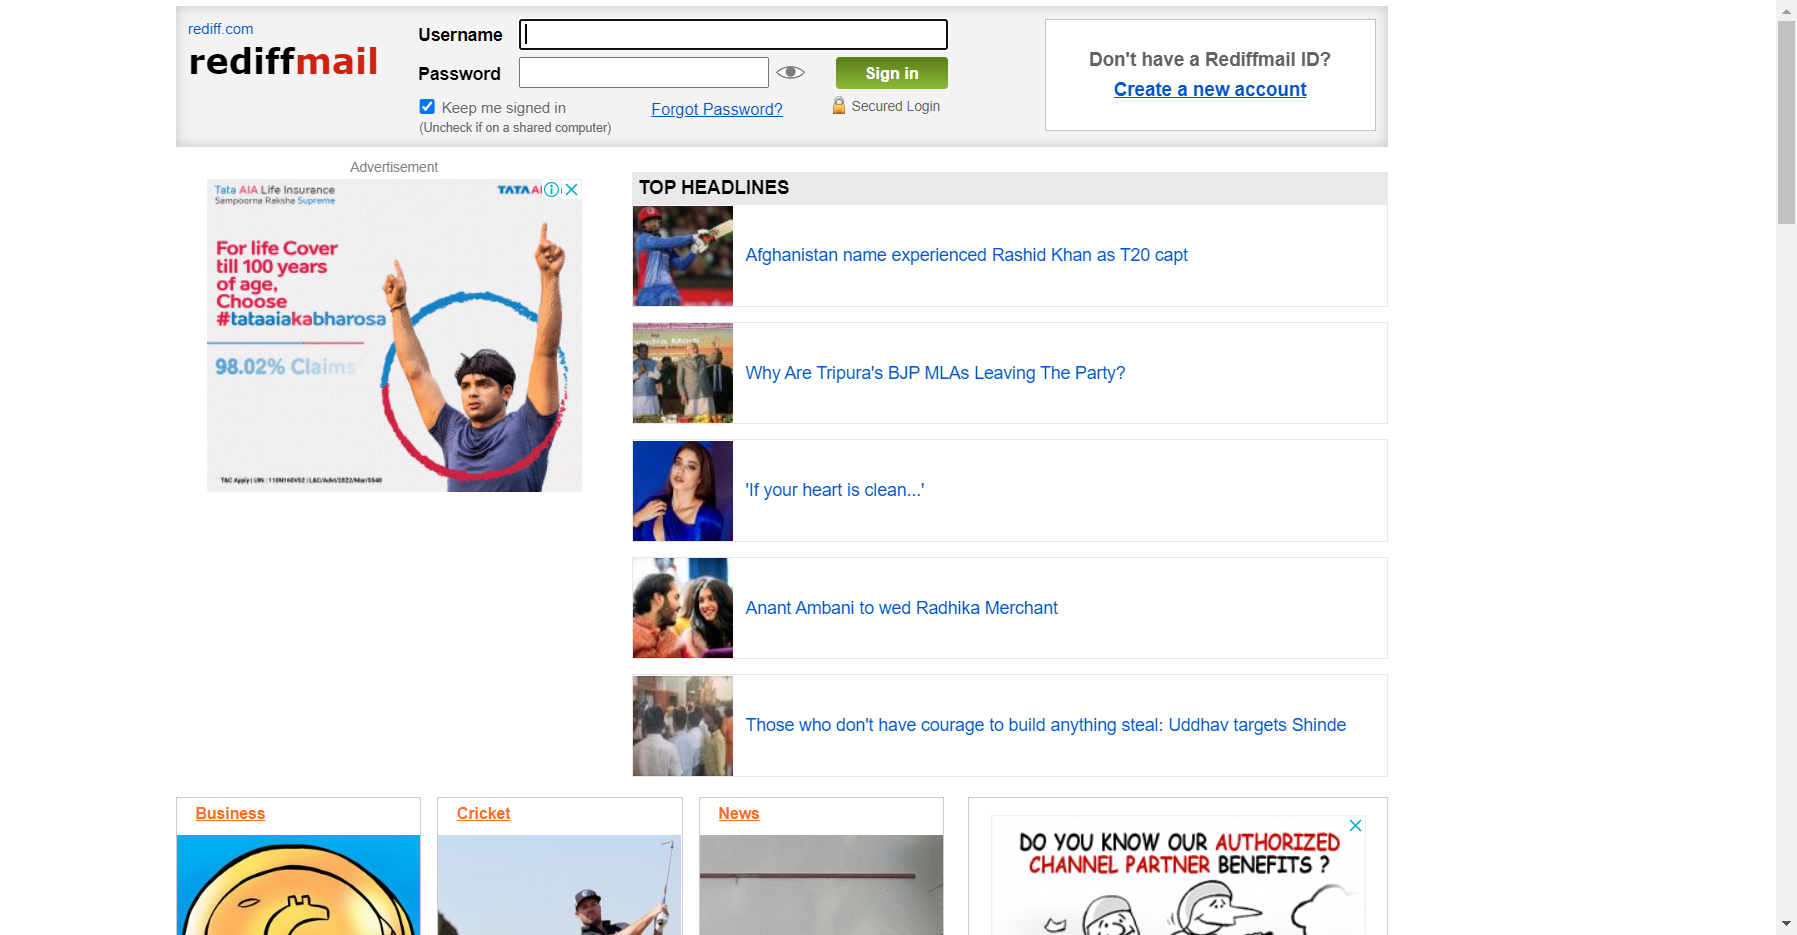 rediff.com
rediffmail
Username
Password
Sign in
Keep me signed in
(Uncheck if on a shared computer)
Forgot Password?
Secured Login
Don't have a Rediffmail ID?
Create a new account
Advertisement
Tata AIA Life Insurance
Sampoorna Raksha Supreme
TATA AI
For life Cover
till 100 years
of age,
Choose
#tataaiakabharosa
98.02% Claims
T&C Apply | UIN : 110N160V02 | L&C/Advt/2022/Mar/0548
TOP HEADLINES
Afghanistan name experienced Rashid Khan as T20 capt
Why Are Tripura's BJP MLAs Leaving The Party?
'If your heart is clean...'
Anant Ambani to wed Radhika Merchant
Those who don't have courage to build anything steal: Uddhav targets Shinde
Business
Cricket
News
DO YOU KNOW OUR AUTHORIZED
CHANNEL PARTNER BENEFITS ?